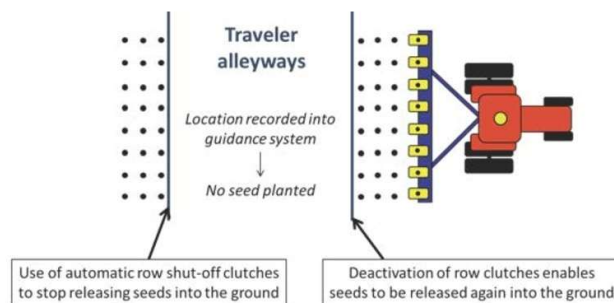 Traveler
alleyways
Location recorded into
guidance system
No seed planted
Use of automatic row shut-off clutches
to stop releasing seeds into the ground
Deactivation of row clutches enables
seeds to be released again into the ground